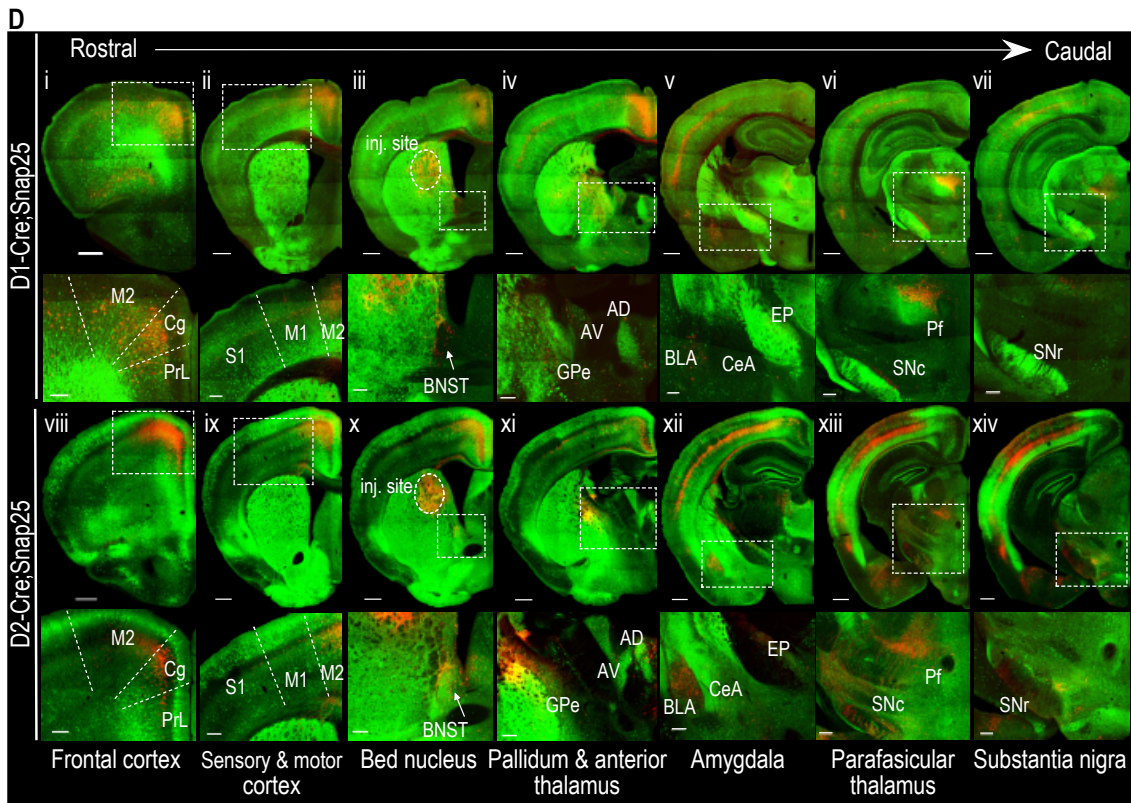 D
Rostral
Caudal
D1-Cre;Snap25
i
ii
iii
iv
v
vi
vii
inj. site
M2
Cg
PrL
S1
M1
M2
BNST
GPe
AV
AD
BLA
CeA
EP
SNc
Pf
SNr
D2-Cre;Snap25
viii
ix
x
xi
xii
xiii
xiv
inj. site
M2
Cg
PrL
S1
M1
M2
BNST
GPe
AV
AD
BLA
CeA
EP
SNc
Pf
SNr
Frontal cortex
Sensory & motor
cortex
Bed nucleus
Pallidum & anterior
thalamus
Amygdala
Parafasicular
thalamus
Substantia nigra